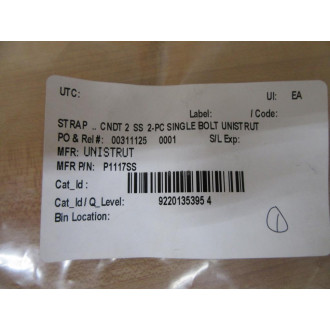 UTC: UI: EA
Label: / Code:
STRAP .. CNDT 2 SS 2-PC SINGLE BOLT UNISTRUT
PO & Rel#: 00311125 0001 S/L Exp:
MFR: UNISTRUT
MFR P/N: P1117SS
Cat_Id :
Cat_Id / Q_Level: 9220135395 4
Bin Location:
1